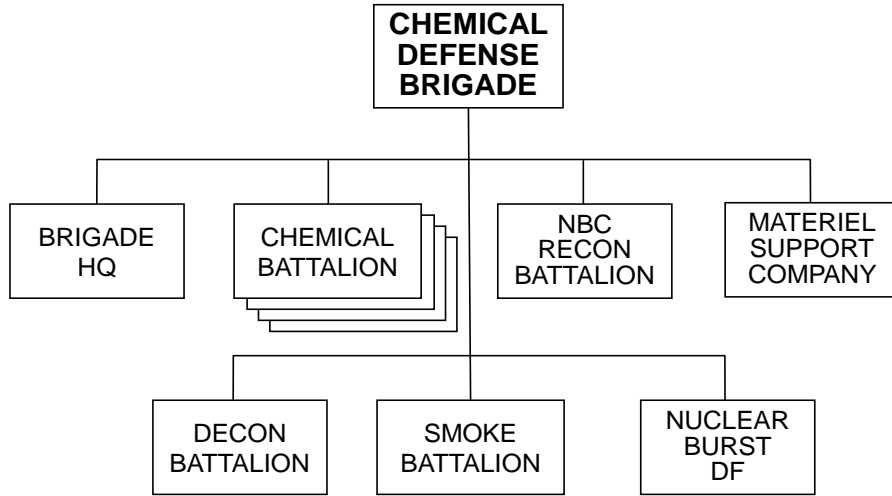 CHEMICAL
DEFENSE
BRIGADE
BRIGADE
HQ
CHEMICAL
BATTALION
NBC
RECON
BATTALION
MATERIEL
SUPPORT
COMPANY
DECON
BATTALION
SMOKE
BATTALION
NUCLEAR
BURST
DF